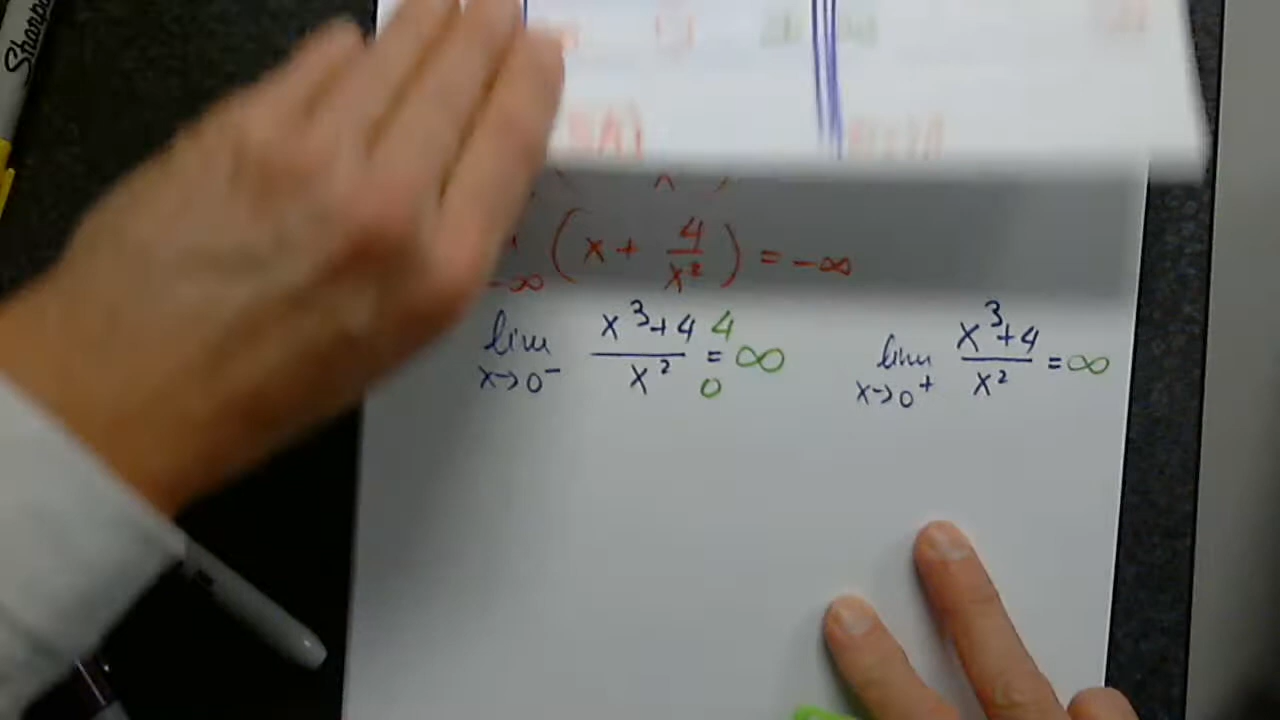 Sharpie
( x + 4/x² ) = -∞
-∞
lim x→0⁻ x³+4/x² 4/0 = ∞
lim x→0⁺ x³+4/x² = ∞